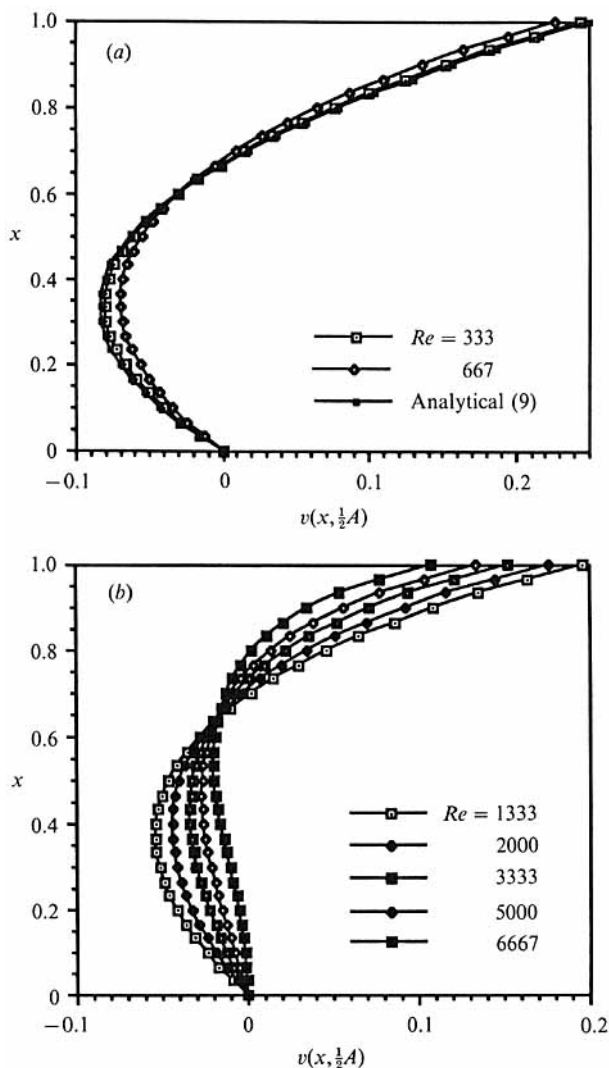 (a)
1.0
0.8
0.6
x
0.4
0.2
0
Re = 333
667
Analytical (9)
−0.1
0
0.1
0.2
v(x, ½A)
(b)
1.0
0.8
0.6
x
0.4
0.2
0
Re = 1333
2000
3333
5000
6667
−0.1
0
0.1
0.2
v(x, ½A)